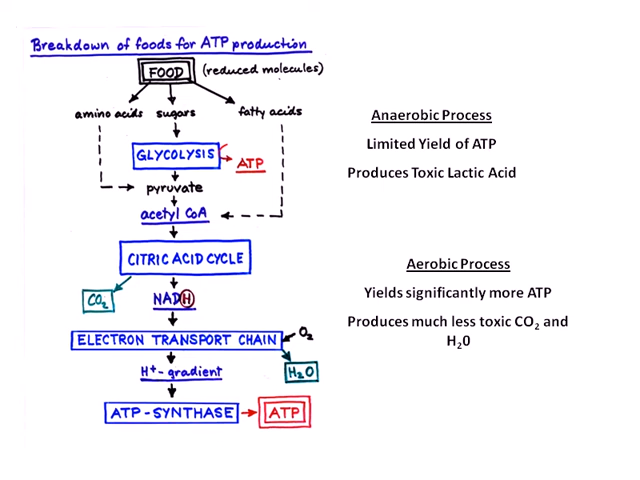 Breakdown of foods for ATP production
FOOD (reduced molecules)
amino acids sugars fatty acids
GLYCOLYSIS
ATP
pyruvate
acetyl CoA
CITRIC ACID CYCLE
CO₂
NADH
ELECTRON TRANSPORT CHAIN
O₂
H⁺-gradient
H₂O
ATP-SYNTHASE
ATP
Anaerobic Process
Limited Yield of ATP
Produces Toxic Lactic Acid
Aerobic Process
Yields significantly more ATP
Produces much less toxic CO₂ and
H₂0